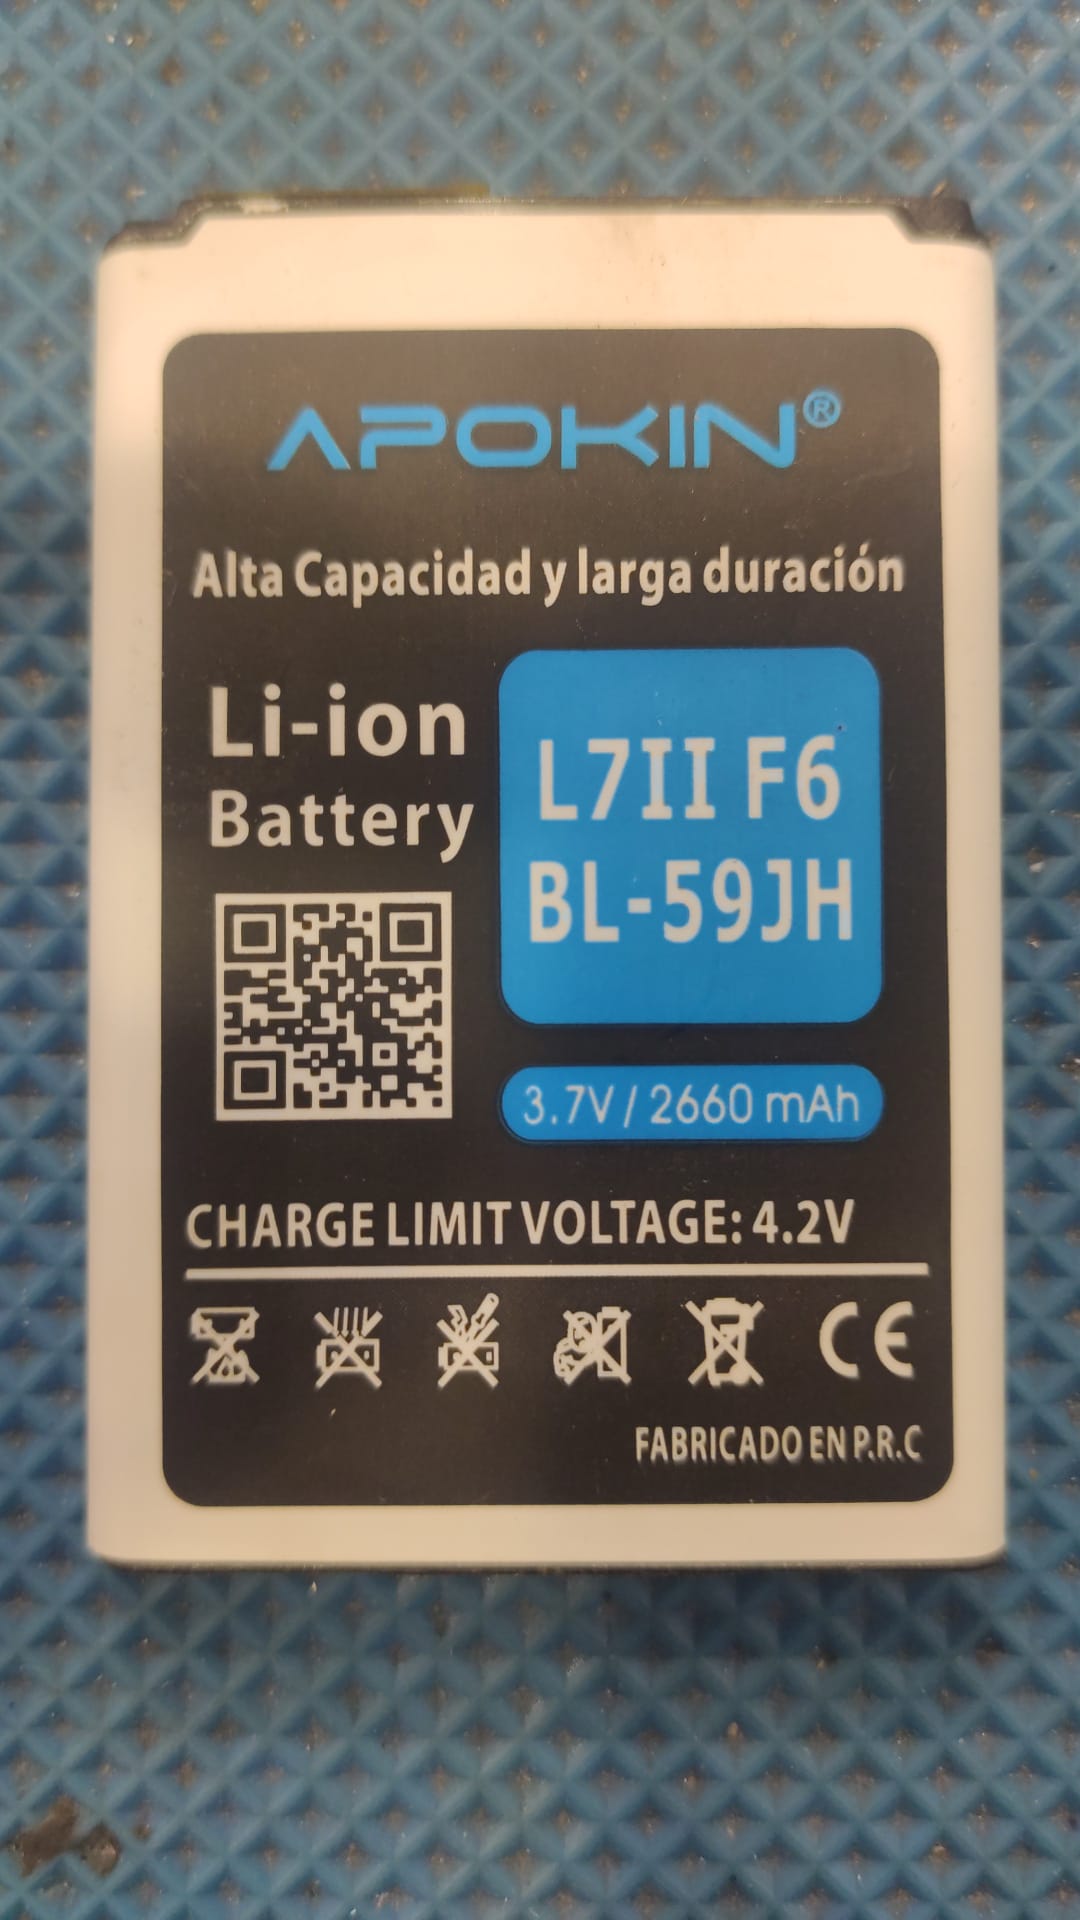 APOKIN®
Alta Capacidad y larga duración
Li-ion
Battery
L7II F6
BL-59JH
3.7V / 2660 mAh
CHARGE LIMIT VOLTAGE: 4.2V
CE
FABRICADO EN P.R.C